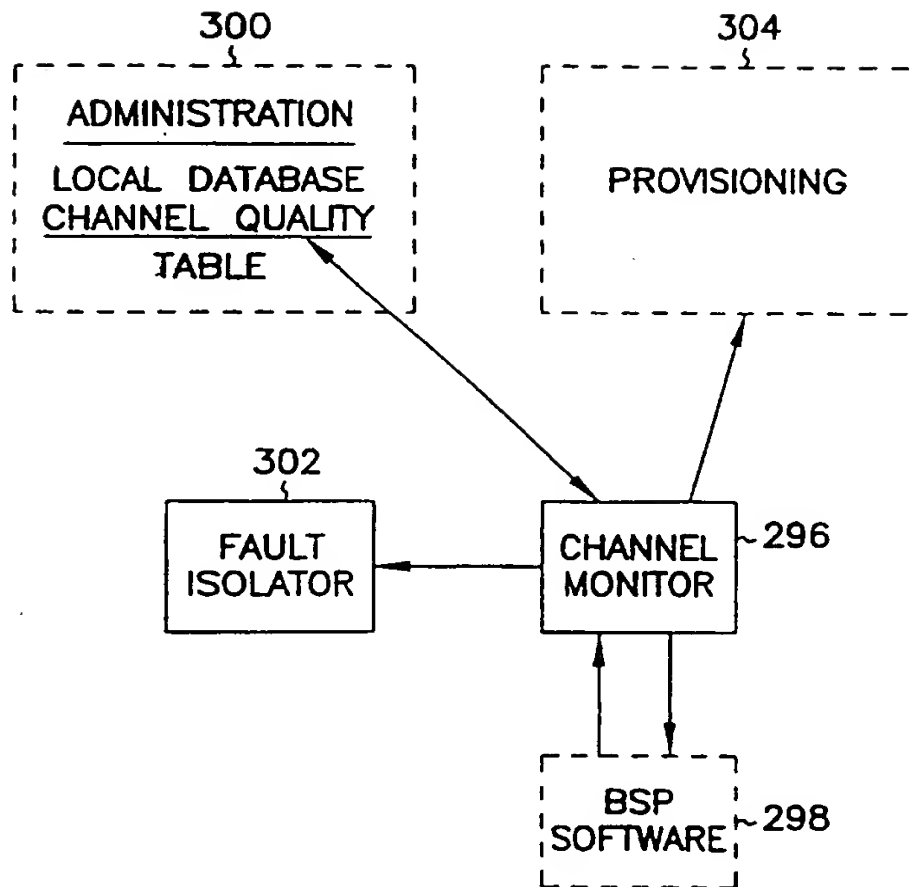 300
304
ADMINISTRATION
LOCAL DATABASE
CHANNEL QUALITY
TABLE
PROVISIONING
302
FAULT
ISOLATOR
CHANNEL
MONITOR
296
BSP
SOFTWARE
298